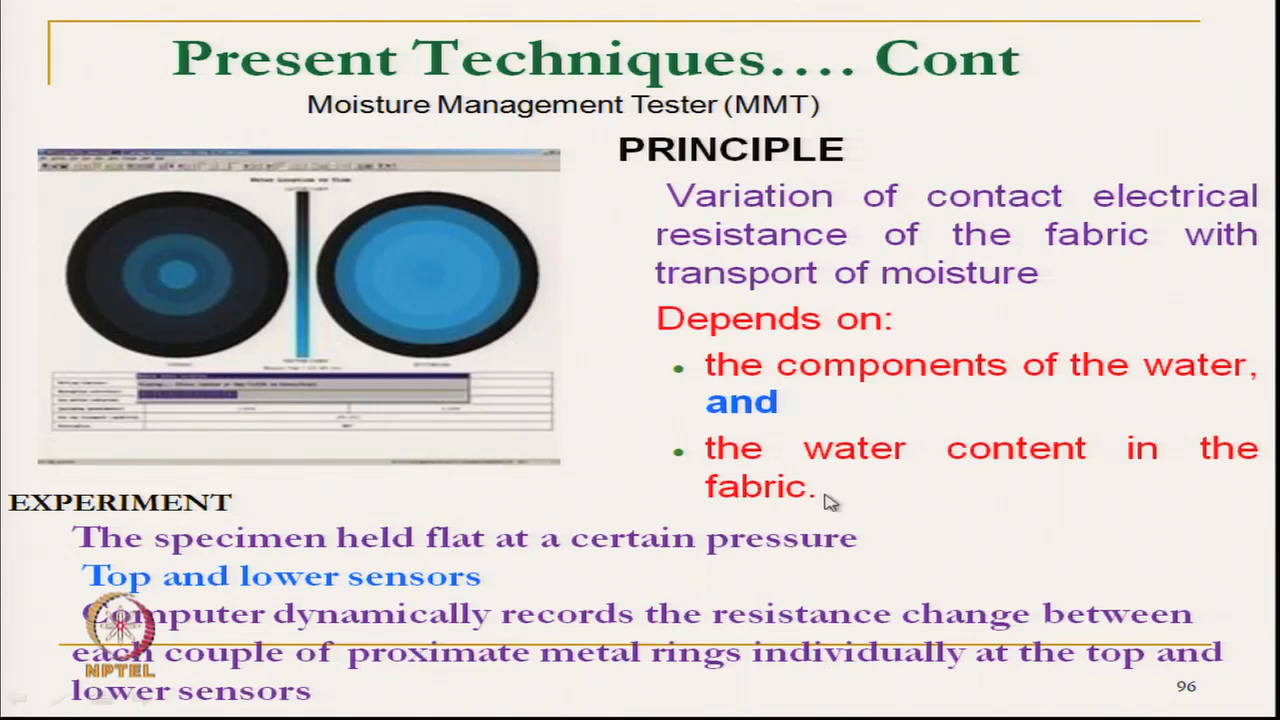 Present Techniques…. Cont
Moisture Management Tester (MMT)
PRINCIPLE
Variation of contact electrical
resistance of the fabric with
transport of moisture
Depends on:
• the components of the water,
and
• the water content in the
fabric.
EXPERIMENT
The specimen held flat at a certain pressure
Top and lower sensors
Computer dynamically records the resistance change between
each couple of proximate metal rings individually at the top and
lower sensors
NPTEL
96